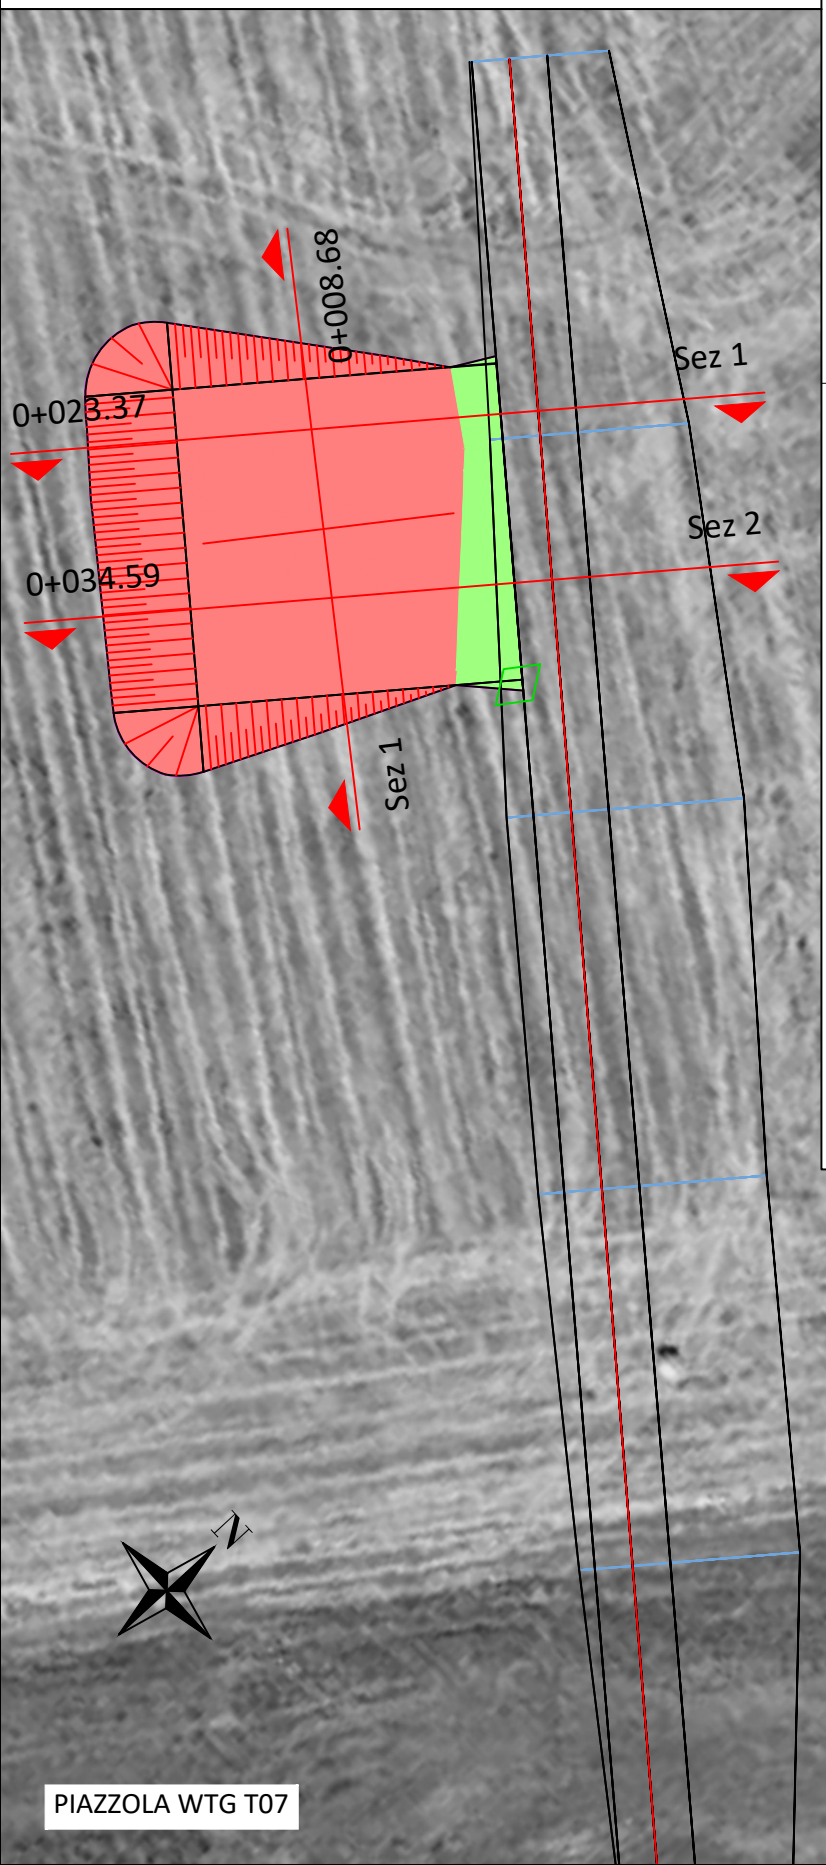 0+008.68
Sez 1
0+023.37
Sez 2
0+034.59
Sez 1
N
PIAZZOLA WTG T07